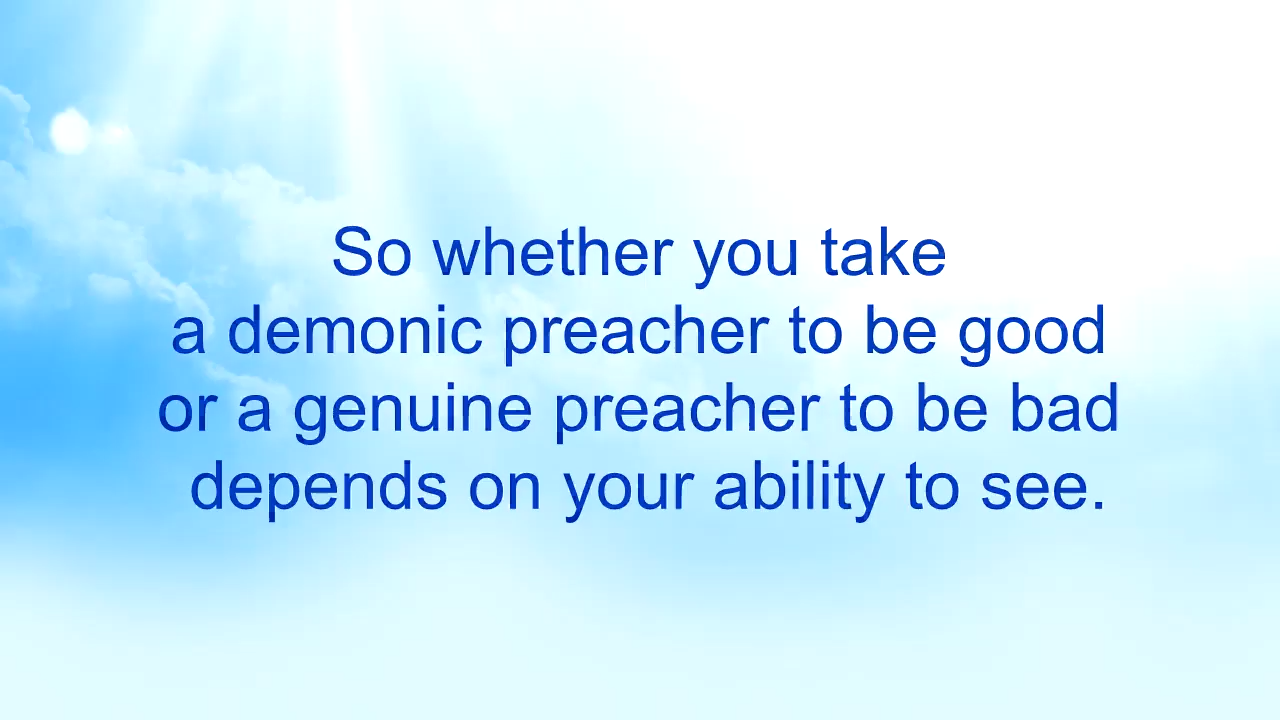 So whether you take
a demonic preacher to be good
or a genuine preacher to be bad
depends on your ability to see.